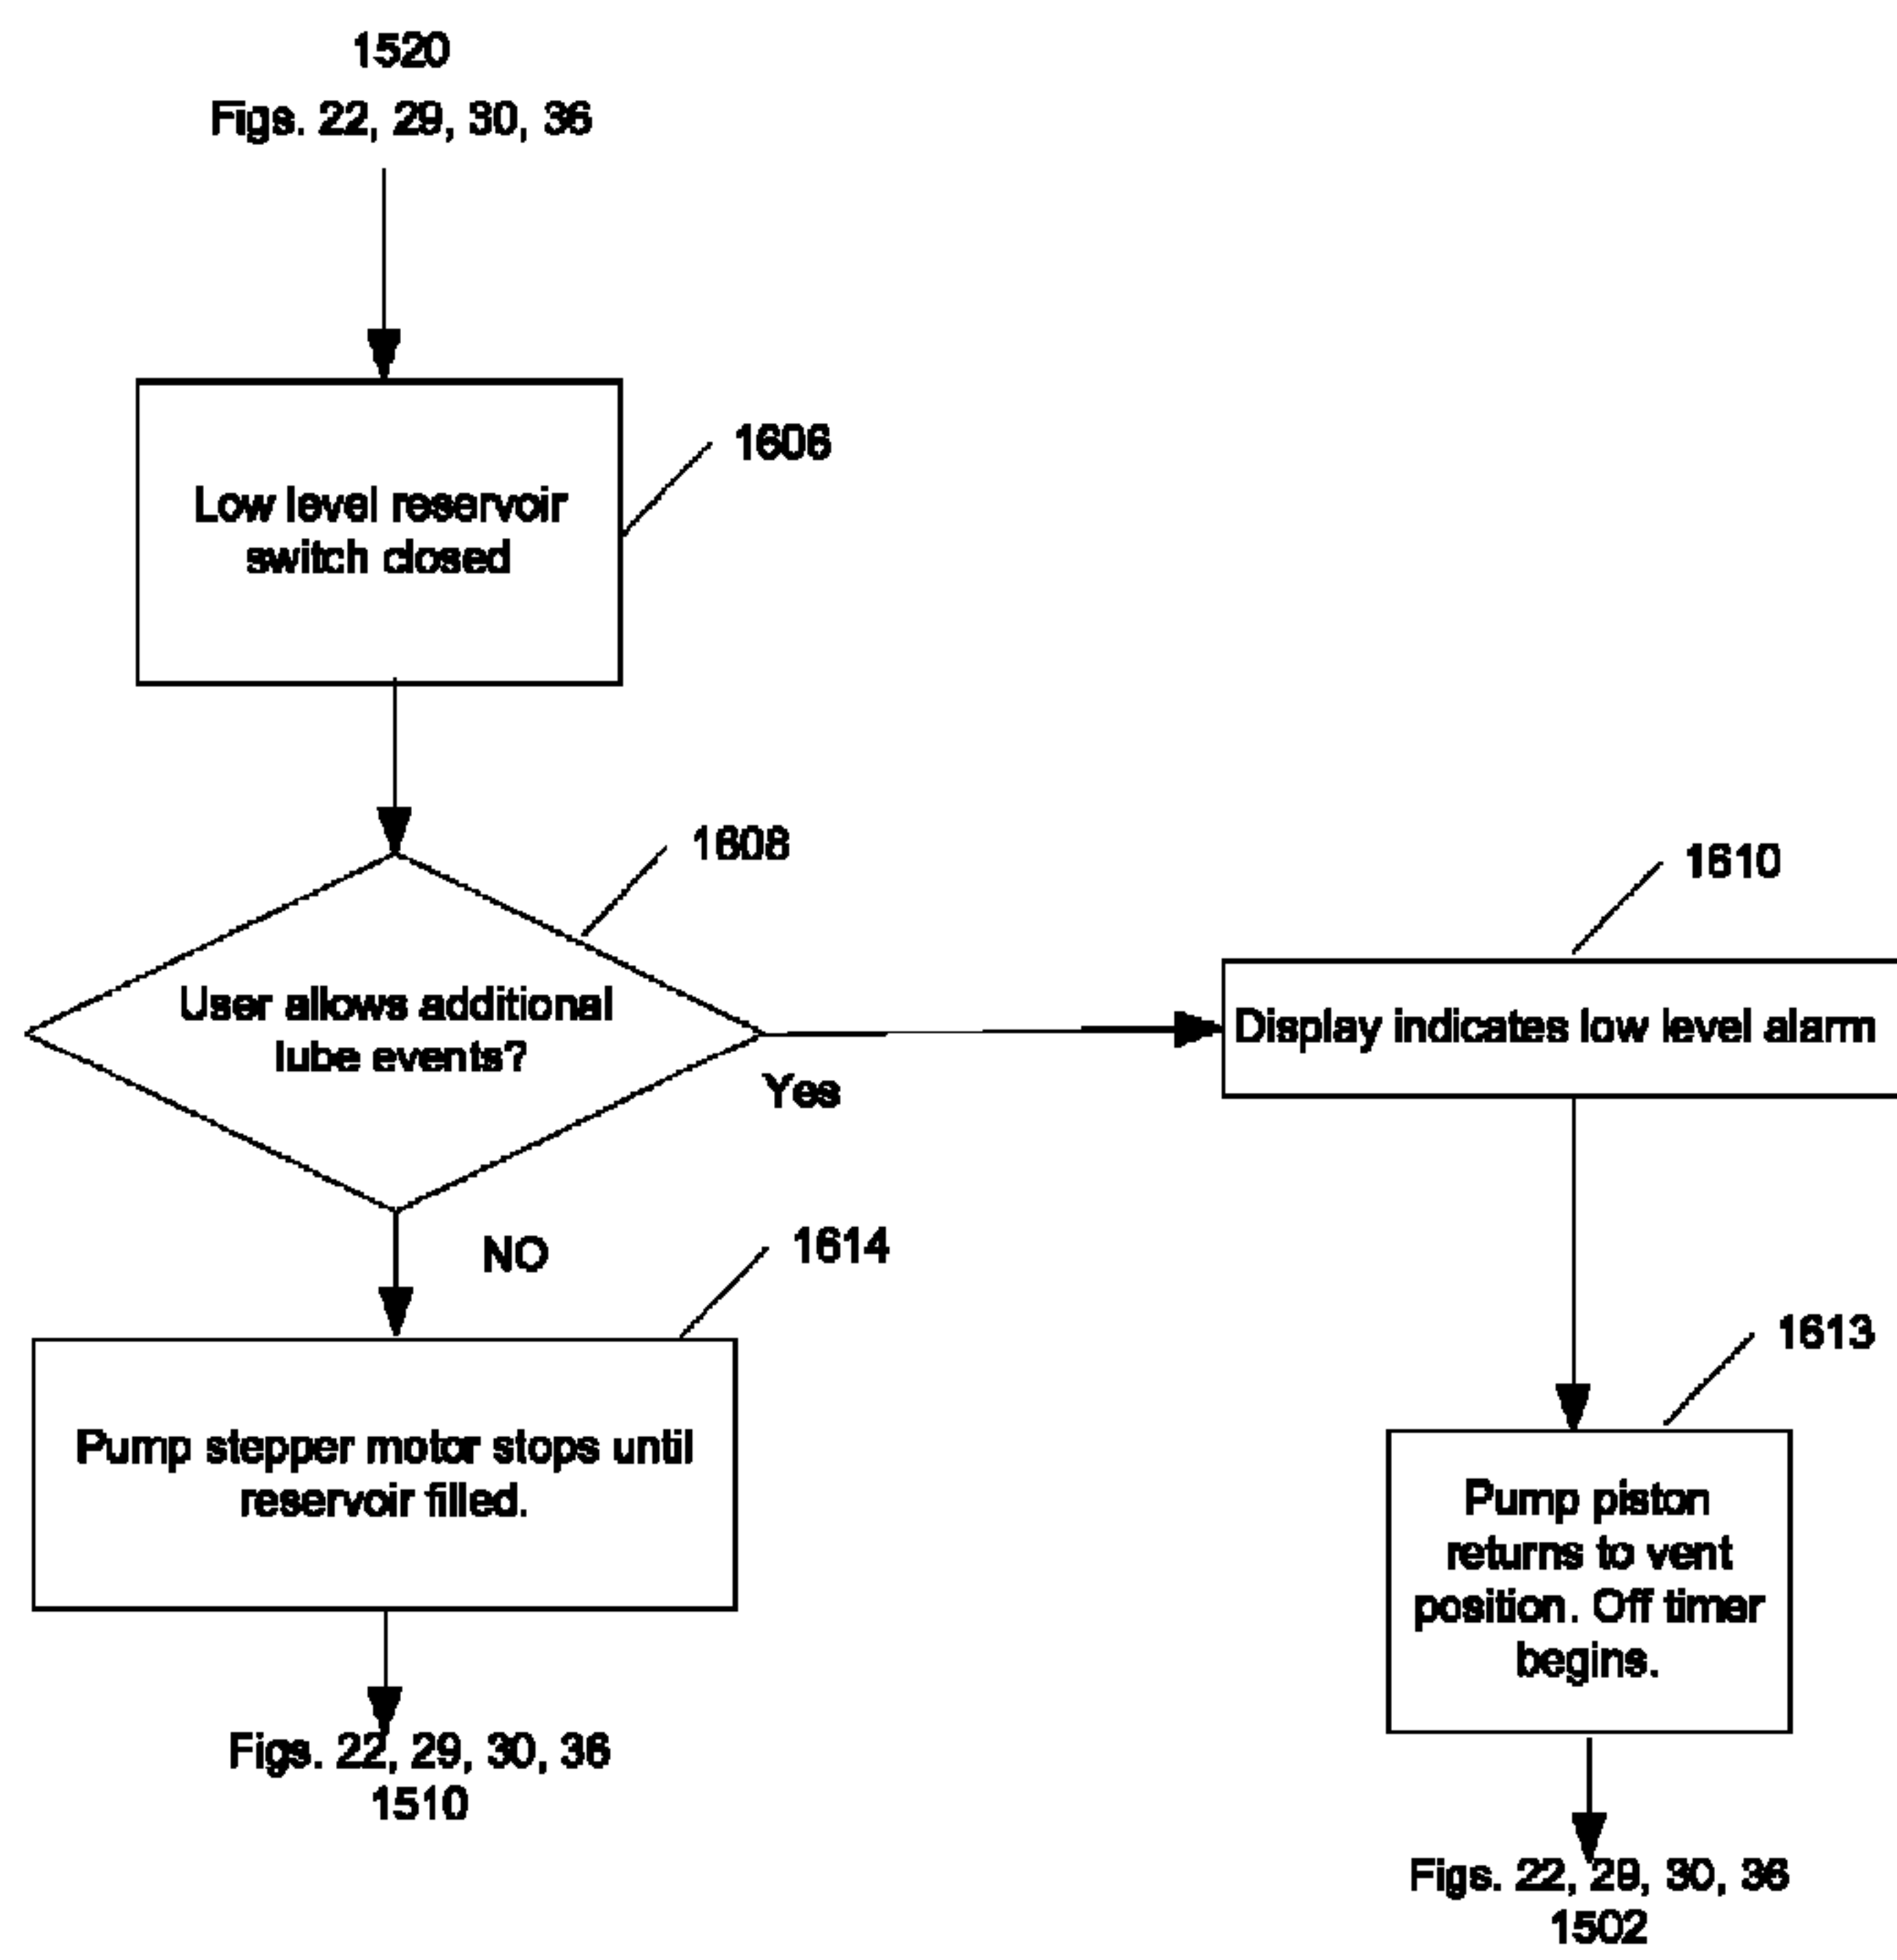 1520
Figs. 22, 29, 30, 36
1606
Low level reservoir
switch closed
1608
1610
User allows additional
lube events?
Display indicates low level alarm
Yes
NO
1614
1613
Pump stepper motor stops until
reservoir filled.
Pump piston
returns to vent
position. Off timer
begins.
Figs. 22, 29, 30, 36
1510
Figs. 22, 29, 30, 36
1502